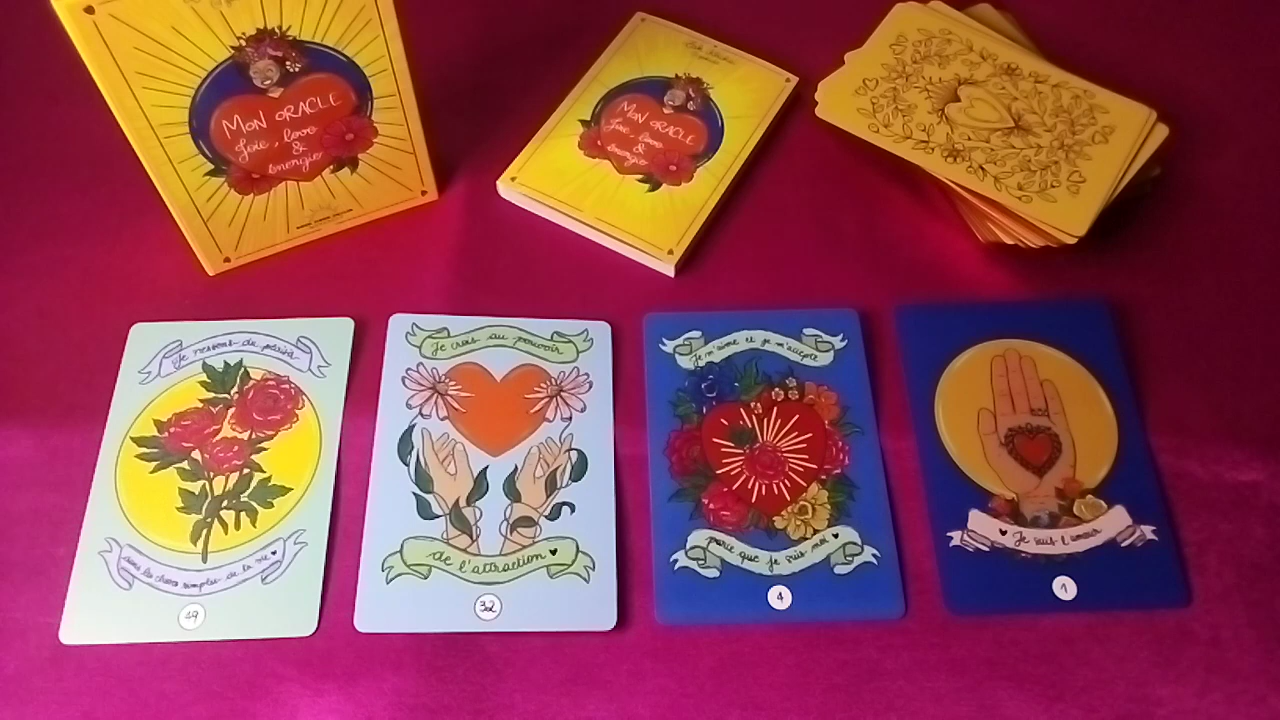 MON ORACLE
Joie, love
&
énergie
MON ORACLE
Joie, love
&
énergie
Je ressens du plaisir
dans les choses simples de la vie
49
Je crois au pouvoir
de l'attraction
32
Je m'aime et je m'accepte
parce que je suis moi
4
Je suis l'amour
1